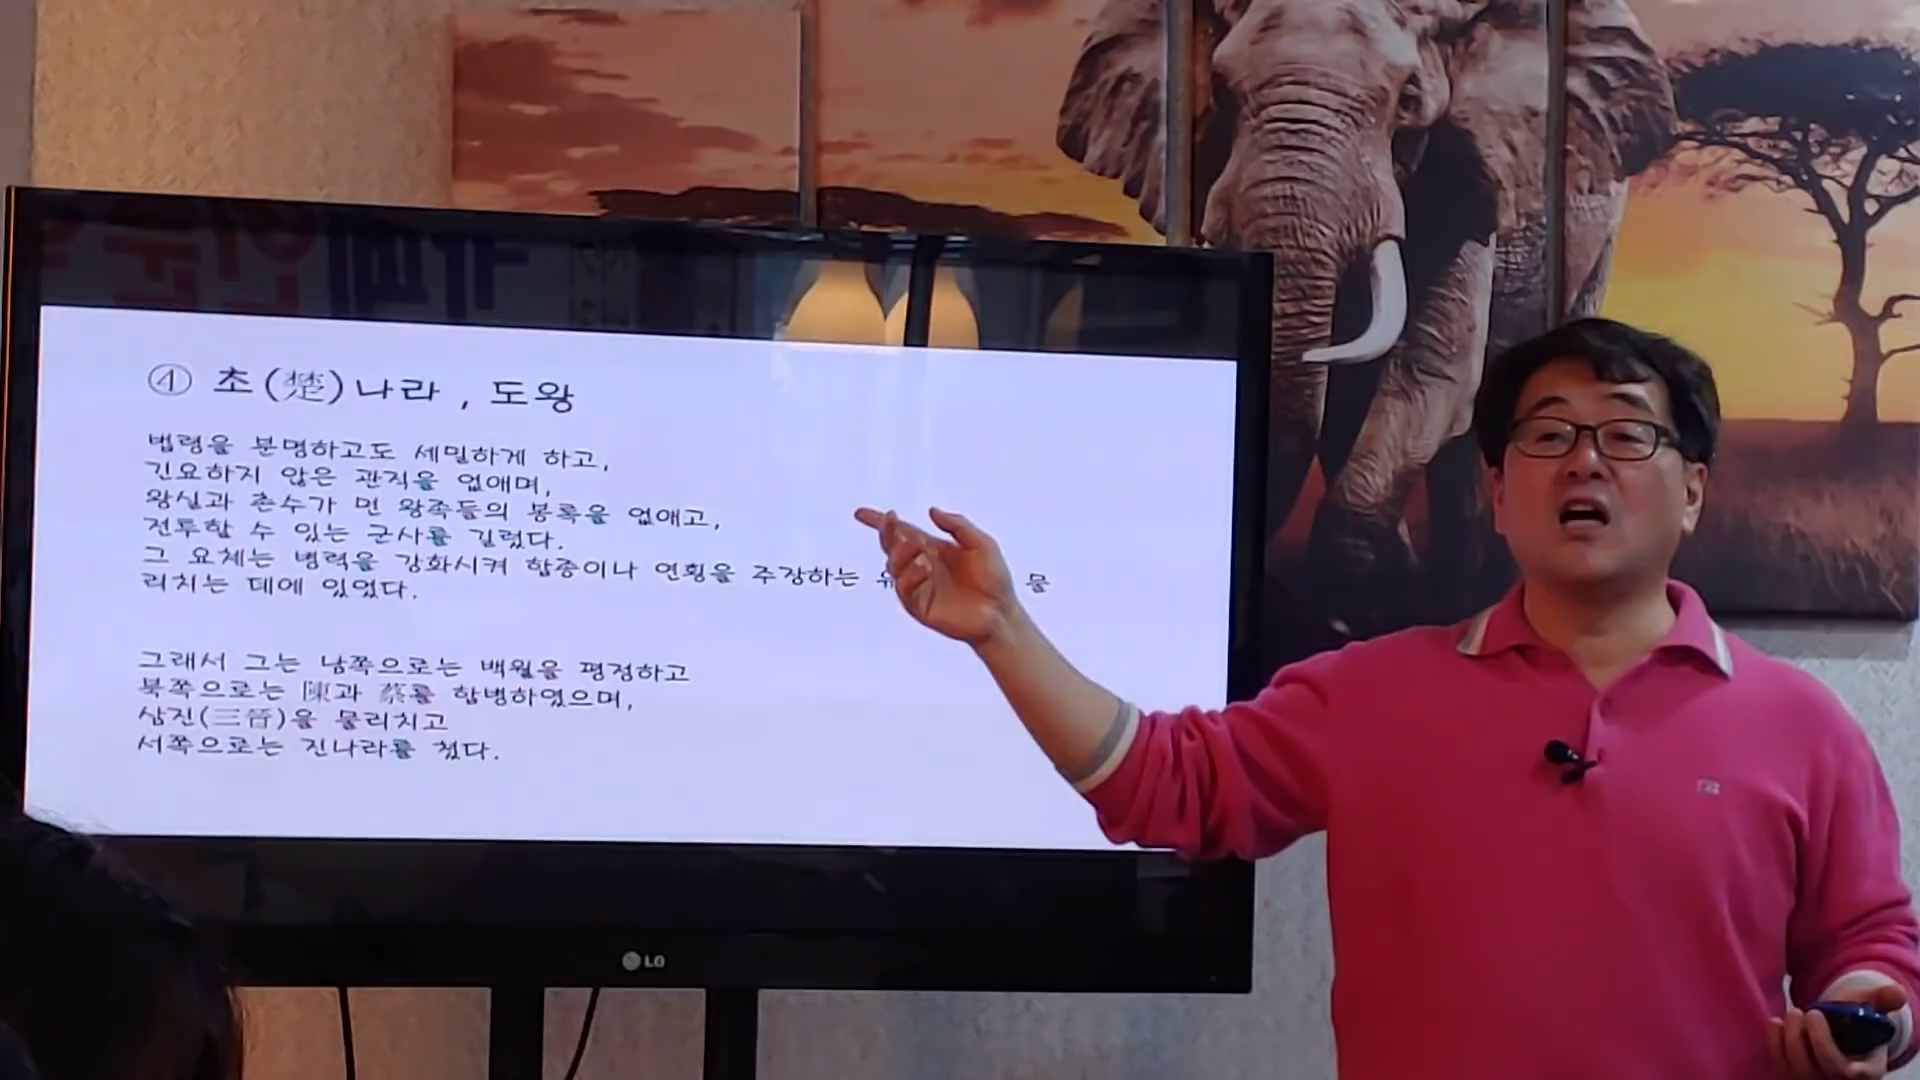 ④ 초(楚)나라 , 도왕
법령을 분명하고도 세밀하게 하고,
긴요하지 않은 관직을 없애며,
왕실과 촌수가 먼 왕족들의 봉록을 없애고,
전투할 수 있는 군사를 길렀다.
그 요체는 병력을 강화시켜 합종이나 연횡을 주장하는 물
리치는 데에 있었다.
그래서 그는 남쪽으로는 백월을 평정하고
북쪽으로는 陳과 蔡를 합병하였으며,
삼진(三晉)을 물리치고
서쪽으로는 진나라를 쳤다.
LG